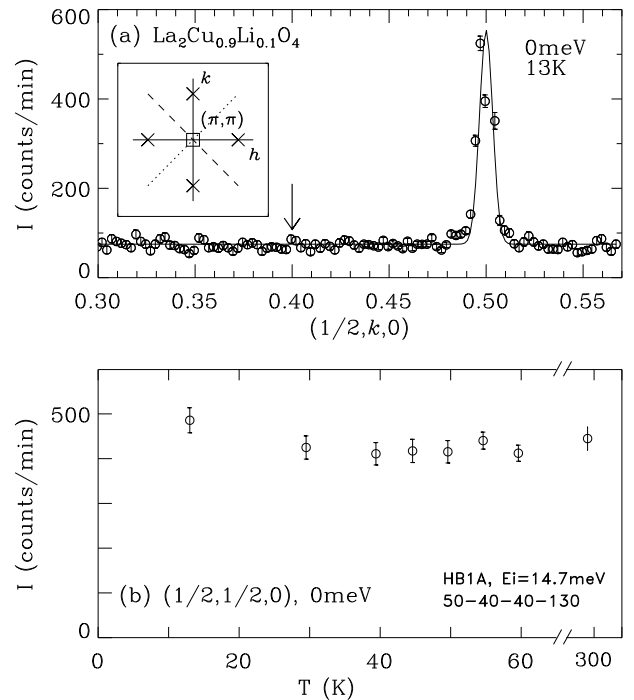 600
(a) La₂Cu₀.₉Li₀.₁O₄
0meV
13K
k
(π,π)
h
400
200
0
I (counts/min)
0.30 0.35 0.40 0.45 0.50 0.55
(1/2,k,0)
500
I (counts/min)
HB1A, Ei=14.7meV
(b) (1/2,1/2,0), 0meV
50-40-40-130
0
0 20 40 60 300
T (K)